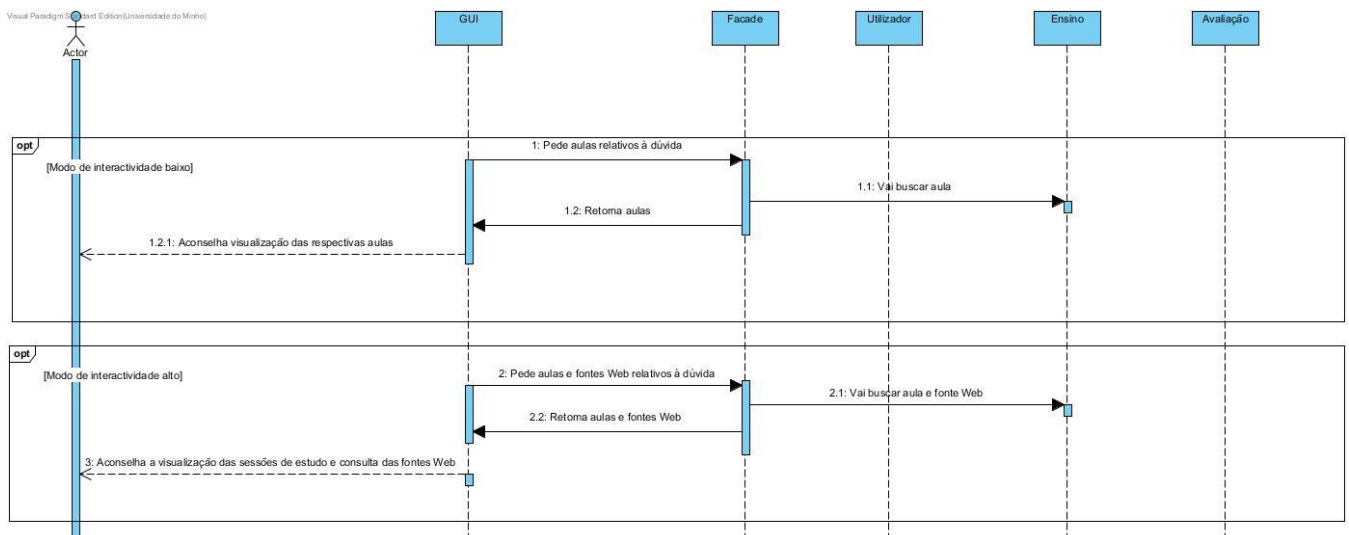 Visual Paradigm Standard Edition(Universidade do Minho)
Actor
GUI
Facade
Utilizador
Ensino
Avaliação
opt
[Modo de interactividade baixo]
1: Pede aulas relativos à dúvida
1.1: Vai buscar aula
1.2: Retorna aulas
1.2.1: Aconselha visualização das respectivas aulas
opt
[Modo de interactividade alto]
2: Pede aulas e fontes Web relativos à dúvida
2.1: Vai buscar aula e fonte Web
2.2: Retorna aulas e fontes Web
3: Aconselha a visualização das sessões de estudo e consulta das fontes Web